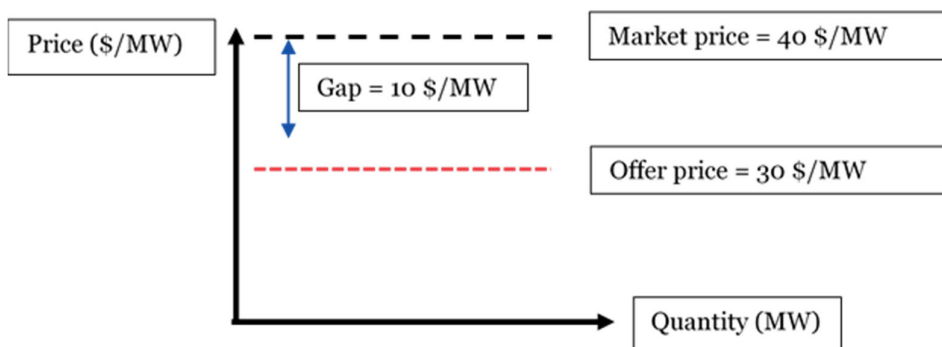 Price ($/MW)
Market price = 40 $/MW
Gap = 10 $/MW
Offer price = 30 $/MW
Quantity (MW)